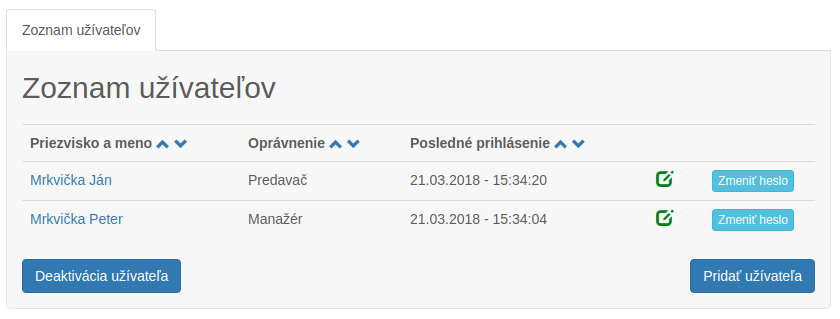 Zoznam užívateľov
Zoznam užívateľov
Priezvisko a meno Oprávnenie Posledné prihlásenie
Mrkvička Ján Predavač 21.03.2018 - 15:34:20 Zmeniť heslo
Mrkvička Peter Manažér 21.03.2018 - 15:34:04 Zmeniť heslo
Deaktivácia užívateľa Pridať užívateľa